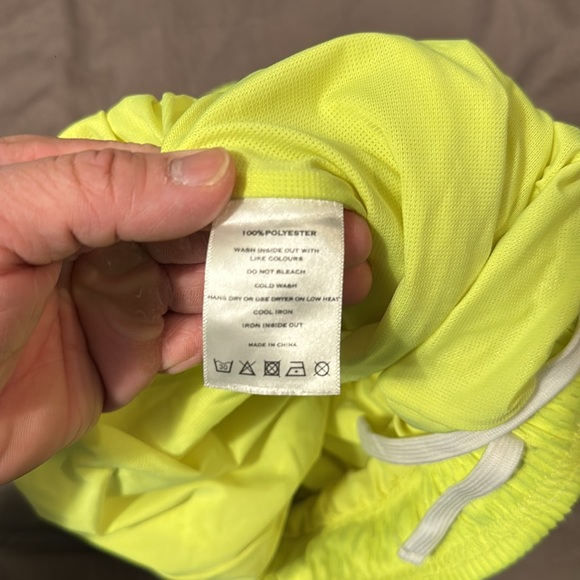 100% POLYESTER
WASH INSIDE OUT WITH
LIKE COLOURS
DO NOT BLEACH
COLD WASH
HANG DRY OR USE DRYER ON LOW HEAT
COOL IRON
IRON INSIDE OUT
MADE IN CHINA
30